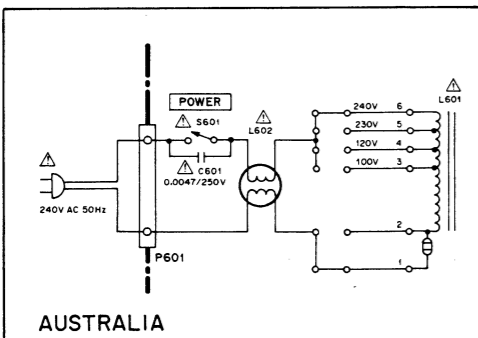 POWER
S601
L602
C601
0.0047/250V
240V AC 50Hz
P601
240V 6
230V 5
120V 4
100V 3
2
1
L601
AUSTRALIA